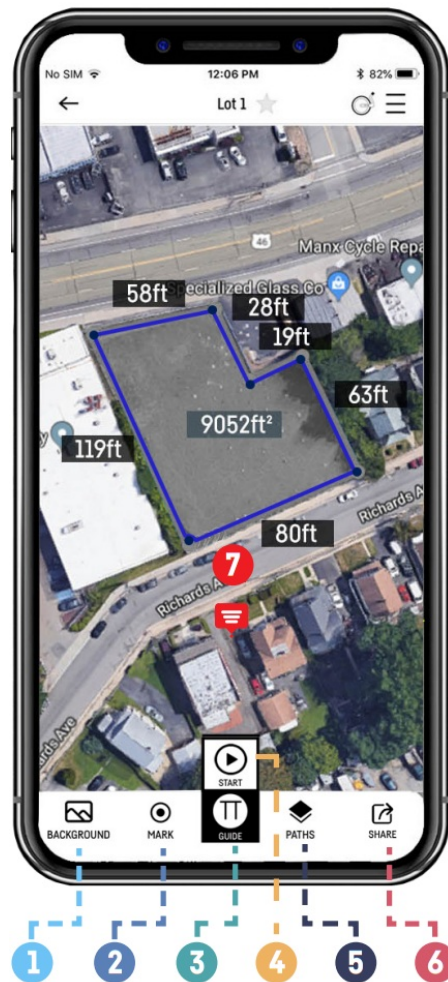 No SIM
12:06 PM
82%
Lot 1
46
Manx Cycle Repa
Specialized Glass Co
58ft
28ft
19ft
63ft
9052ft²
119ft
y
80ft
Richards A
7
Richards A
ards Ave
START
BACKGROUND
MARK
GUIDE
PATHS
SHARE
1
2
3
4
5
6